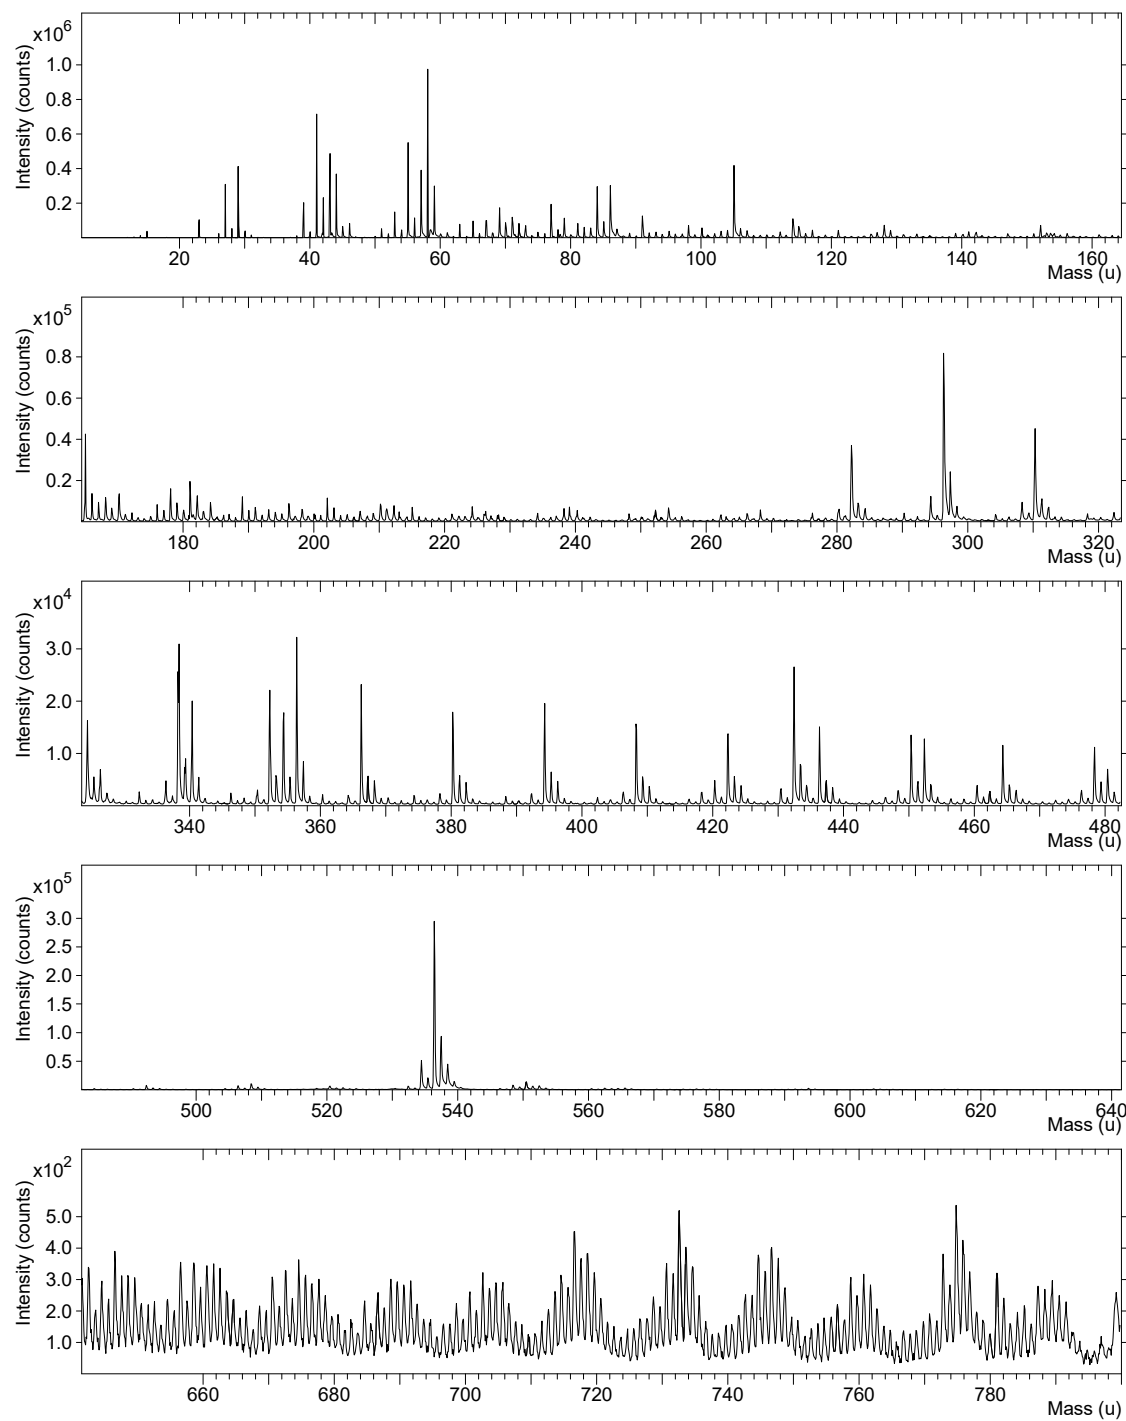 x10^6
Intensity (counts)
1.0
0.8
0.6
0.4
0.2
20 40 60 80 100 120 140 160
Mass (u)
x10^5
Intensity (counts)
0.8
0.6
0.4
0.2
180 200 220 240 260 280 300 320
Mass (u)
x10^4
Intensity (counts)
3.0
2.0
1.0
340 360 380 400 420 440 460 480
Mass (u)
x10^5
Intensity (counts)
3.0
2.5
2.0
1.5
1.0
0.5
500 520 540 560 580 600 620 640
Mass (u)
x10^2
Intensity (counts)
5.0
4.0
3.0
2.0
1.0
660 680 700 720 740 760 780
Mass (u)